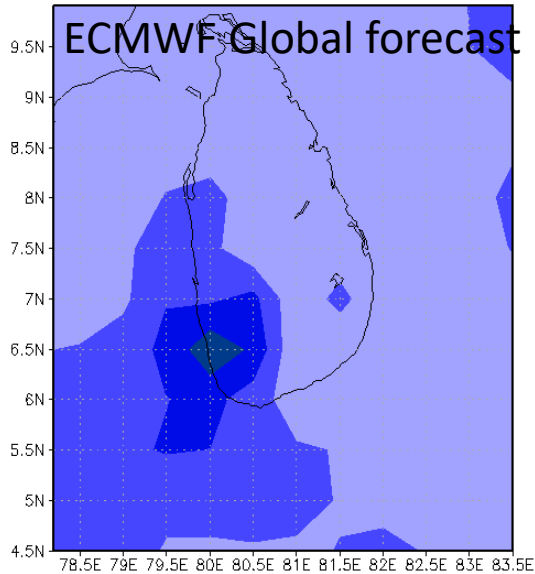 ECMWF Global forecast
9.5N
9N
8.5N
8N
7.5N
7N
6.5N
6N
5.5N
5N
4.5N
78.5E 79E 79.5E 80E 80.5E 81E 81.5E 82E 82.5E 83E 83.5E